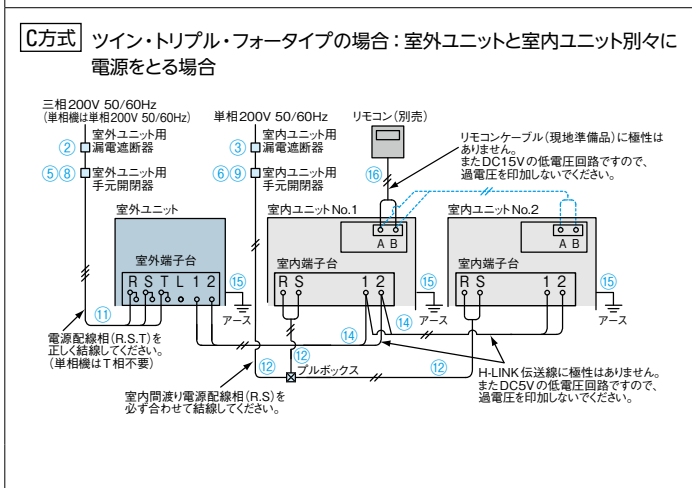 C方式 ツイン・トリプル・フォータイプの場合：室外ユニットと室内ユニット別々に
電源をとる場合
三相200V 50/60Hz
（単相機は単相200V 50/60Hz）
② 室外ユニット用
漏電遮断器
⑤⑧ 室外ユニット用
手元開閉器
単相200V 50/60Hz
③ 室内ユニット用
漏電遮断器
⑥⑨ 室内ユニット用
手元開閉器
リモコン（別売）
⑯
リモコンケーブル（現地準備品）に極性は
ありません。
またDC15Vの低電圧回路ですので、
過電圧を印加しないでください。
室外ユニット
室外端子台
R S T L 1 2
⑮
アース
室内ユニットNo.1
A B
室内端子台
R S 1 2
⑮
アース
室内ユニットNo.2
A B
室内端子台
R S 1 2
⑮
アース
⑪
電源配線相（R.S.T）を
正しく結線してください。
（単相機はT相不要）
⑭
⑭
⑫
⑫
プルボックス
⑫
室内間渡り電源配線相（R.S）を
必ず合わせて結線してください。
H-LINK伝送線に極性はありません。
またDC5Vの低電圧回路ですので、
過電圧を印加しないでください。